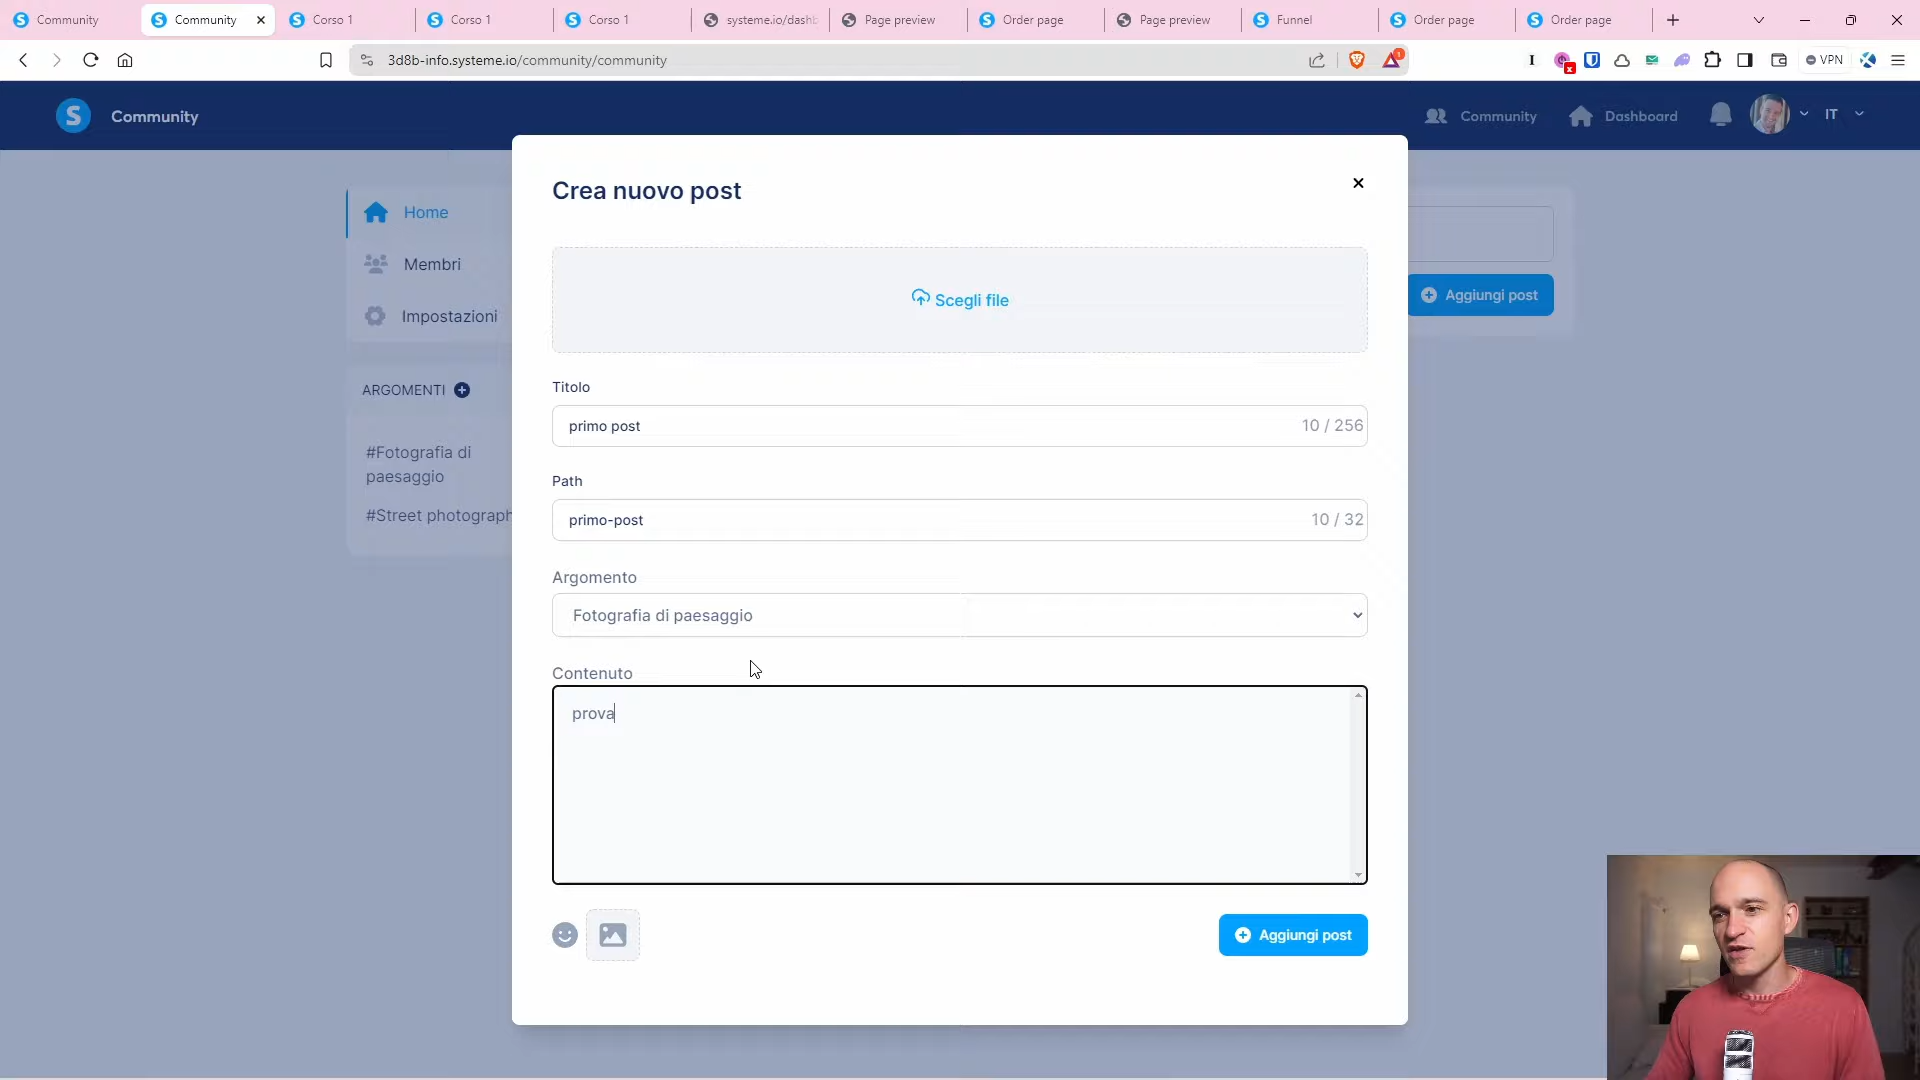 Community
Community
Corso 1
Corso 1
Corso 1
systeme.io/dashb
Page preview
Order page
Page preview
Funnel
Order page
Order page
3d8b-info.systeme.io/community/community
1
VPN
S Community
Community
Dashboard
IT
Crea nuovo post
Home
Membri
Impostazioni
ARGOMENTI
#Fotografia di
paesaggio
#Street photograph
Scegli file
Aggiungi post
Titolo
primo post
10 / 256
Path
primo-post
10 / 32
Argomento
Fotografia di paesaggio
Contenuto
prova
Aggiungi post